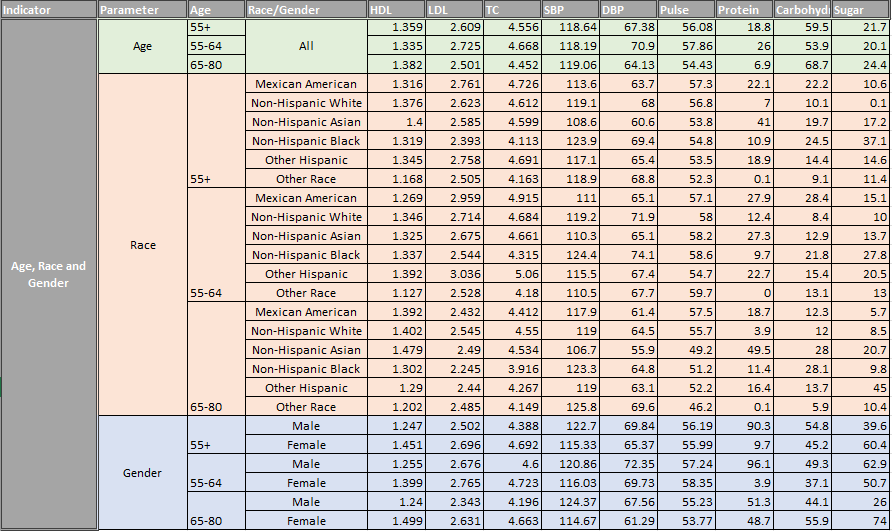 Indicator Parameter Age Race/Gender HDL LDL TC SBP DBP Pulse Protein Carbohydr Sugar
55+ 1.359 2.609 4.556 118.64 67.38 56.08 18.8 59.5 21.7
Age 55-64 All 1.335 2.725 4.668 118.19 70.9 57.86 26 53.9 20.1
65-80 1.382 2.501 4.452 119.06 64.13 54.43 6.9 68.7 24.4
Mexican American 1.316 2.761 4.726 113.6 63.7 57.3 22.1 22.2 10.6
Non-Hispanic White 1.376 2.623 4.612 119.1 68 56.8 7 10.1 0.1
Non-Hispanic Asian 1.4 2.585 4.599 108.6 60.6 53.8 41 19.7 17.2
Non-Hispanic Black 1.319 2.393 4.113 123.9 69.4 54.8 10.9 24.5 37.1
Other Hispanic 1.345 2.758 4.691 117.1 65.4 53.5 18.9 14.4 14.6
55+ Other Race 1.168 2.505 4.163 118.9 68.8 52.3 0.1 9.1 11.4
Mexican American 1.269 2.959 4.915 111 65.1 57.1 27.9 28.4 15.1
Non-Hispanic White 1.346 2.714 4.684 119.2 71.9 58 12.4 8.4 10
Race Non-Hispanic Asian 1.325 2.675 4.661 110.3 65.1 58.2 27.3 12.9 13.7
Non-Hispanic Black 1.337 2.544 4.315 124.4 74.1 58.6 9.7 21.8 27.8
Age, Race and Gender Other Hispanic 1.392 3.036 5.06 115.5 67.4 54.7 22.7 15.4 20.5
55-64 Other Race 1.127 2.528 4.18 110.5 67.7 59.7 0 13.1 13
Mexican American 1.392 2.432 4.412 117.9 61.4 57.5 18.7 12.3 5.7
Non-Hispanic White 1.402 2.545 4.55 119 64.5 55.7 3.9 12 8.5
Non-Hispanic Asian 1.479 2.49 4.534 106.7 55.9 49.2 49.5 28 20.7
Non-Hispanic Black 1.302 2.245 3.916 123.3 64.8 51.2 11.4 28.1 9.8
Other Hispanic 1.29 2.44 4.267 119 63.1 52.2 16.4 13.7 45
65-80 Other Race 1.202 2.485 4.149 125.8 69.6 46.2 0.1 5.9 10.4
Male 1.247 2.502 4.388 122.7 69.84 56.19 90.3 54.8 39.6
55+ Female 1.451 2.696 4.692 115.33 65.37 55.99 9.7 45.2 60.4
Male 1.255 2.676 4.6 120.86 72.35 57.24 96.1 49.3 62.9
Gender 55-64 Female 1.399 2.765 4.723 116.03 69.73 58.35 3.9 37.1 50.7
Male 1.24 2.343 4.196 124.37 67.56 55.23 51.3 44.1 26
65-80 Female 1.499 2.631 4.663 114.67 61.29 53.77 48.7 55.9 74